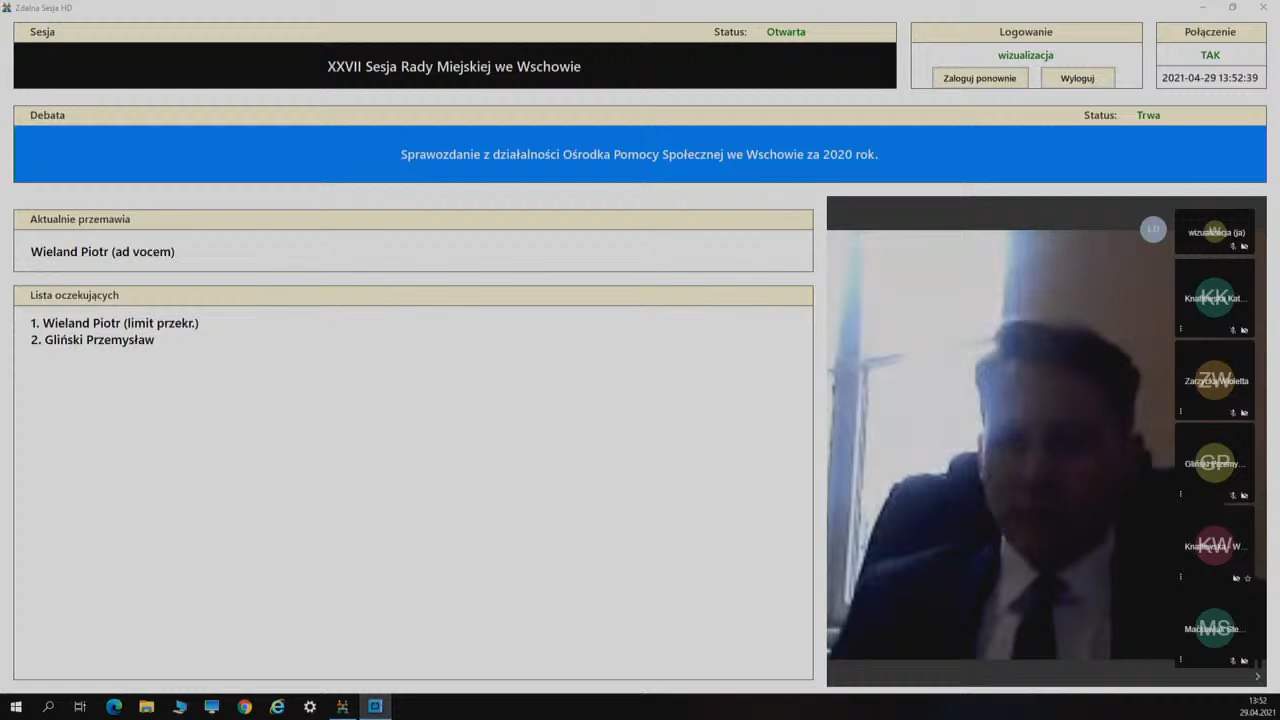 Zdalna Sesja HD
Sesja
Status: Otwarta
XXVII Sesja Rady Miejskiej we Wschowie
Logowanie
wizualizacja
Zaloguj ponownie
Wyloguj
Połączenie
TAK
2021-04-29 13:52:39
Debata
Status: Trwa
Sprawozdanie z działalności Ośrodka Pomocy Społecznej we Wschowie za 2020 rok.
Aktualnie przemawia
Wieland Piotr (ad vocem)
Lista oczekujących
1. Wieland Piotr (limit przekr.)
2. Gliński Przemysław
wizualizacja (ja)
KK
ZW
Zarzycka Wioletta
GP
KW
MS
13:52
29.04.2021